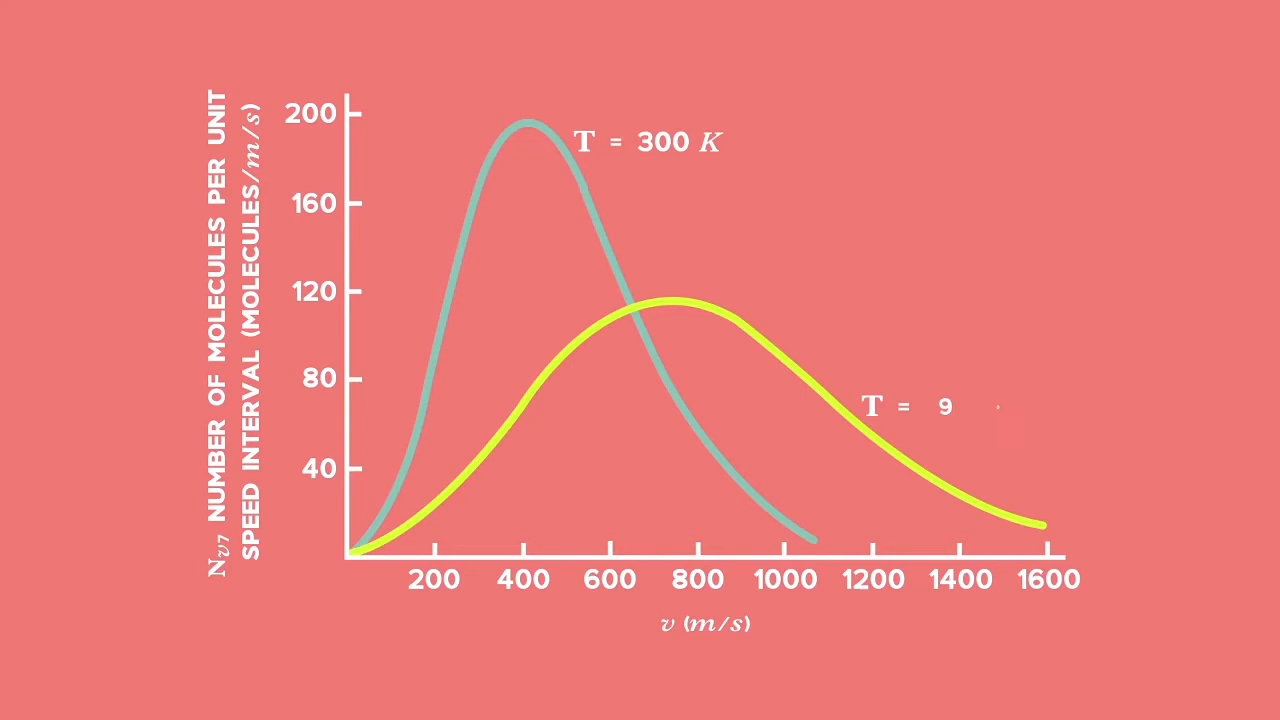 N𝑣7 NUMBER OF MOLECULES PER UNIT
SPEED INTERVAL (MOLECULES/m/s)
200
160
120
80
40
T = 300 K
T = 9
200 400 600 800 1000 1200 1400 1600
v (m/s)